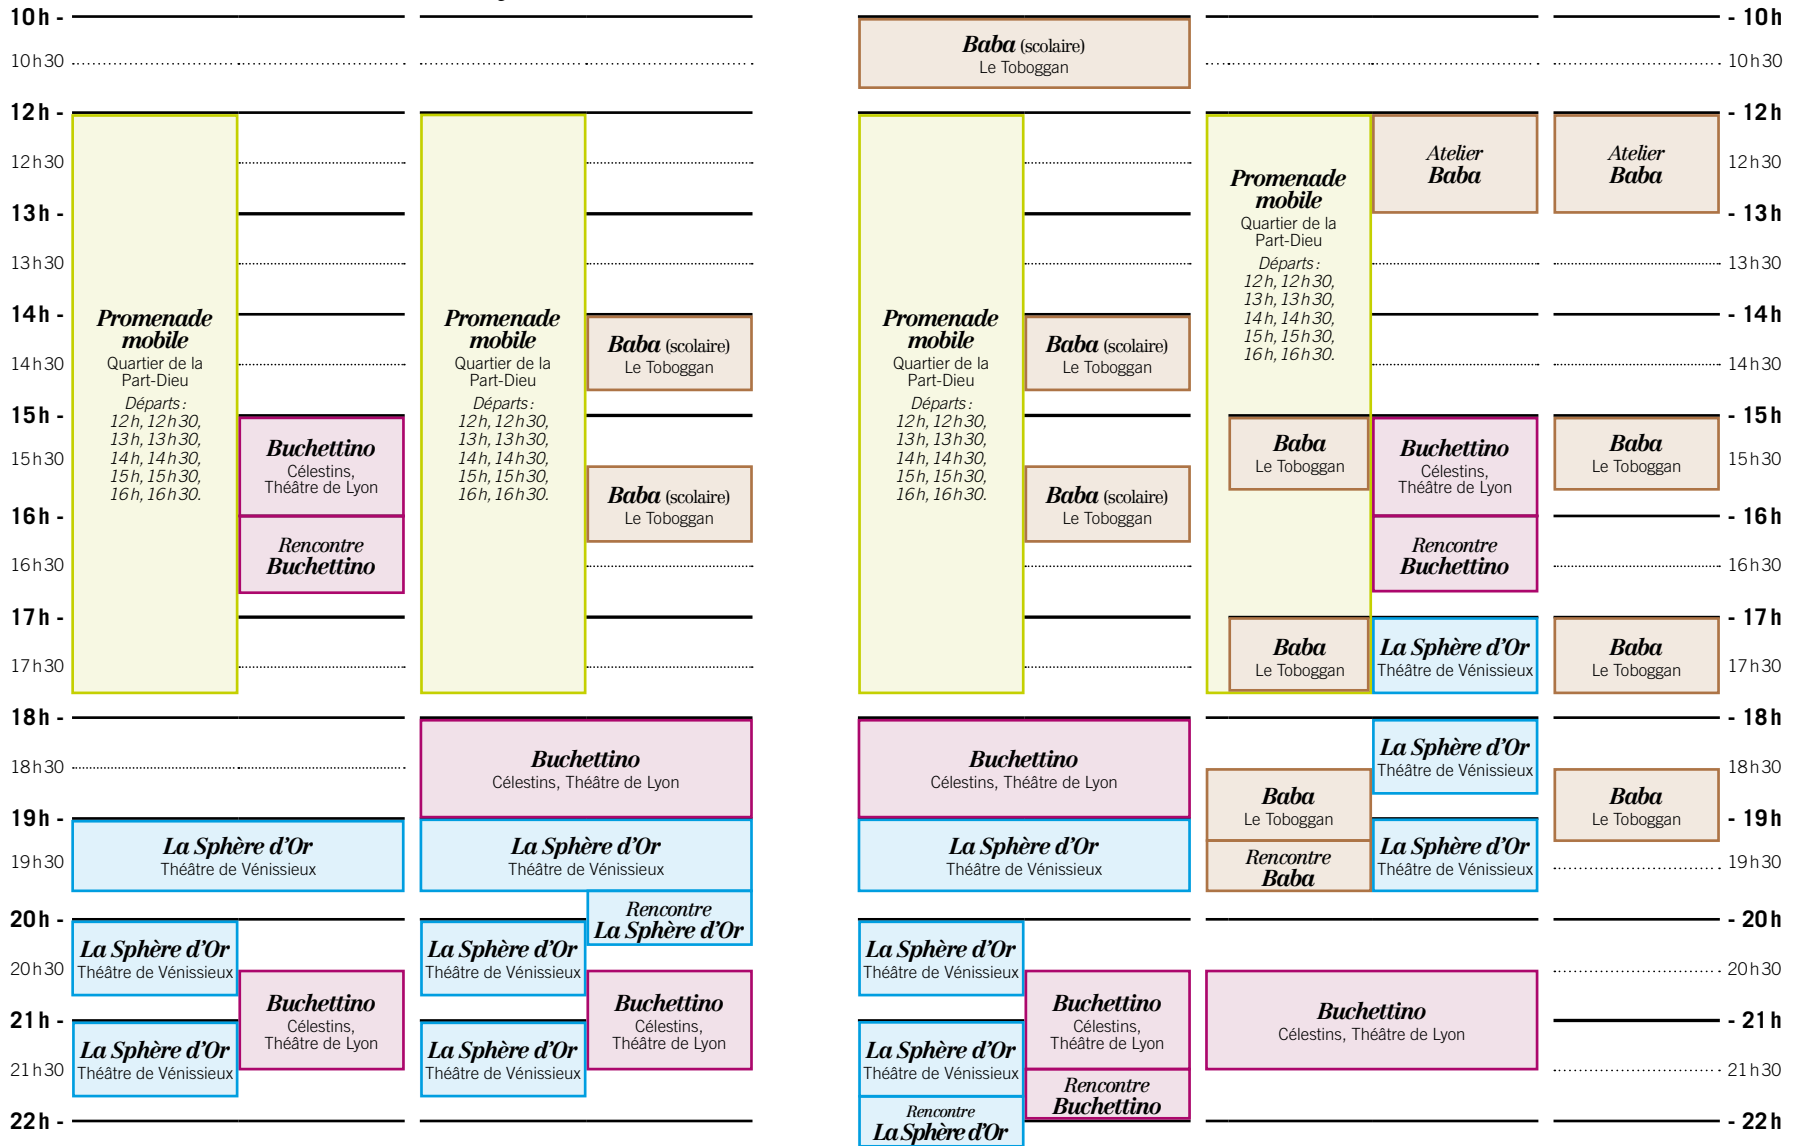 10h -
10h30
12h -
12h30
13h -
13h30
14h -
14h30
15h -
15h30
16h -
16h30
17h -
17h30
18h -
18h30
19h -
19h30
20h -
20h30
21h -
21h30
22h -
Promenade
mobile
Quartier de la
Part-Dieu
Départs :
12h, 12h30,
13h, 13h30,
14h, 14h30,
15h, 15h30,
16h, 16h30.
Buchettino
Célestins,
Théâtre de Lyon
Rencontre
Buchettino
La Sphère d'Or
Théâtre de Vénissieux
La Sphère d'Or
Théâtre de Vénissieux
Buchettino
Célestins,
Théâtre de Lyon
La Sphère d'Or
Théâtre de Vénissieux
Promenade
mobile
Quartier de la
Part-Dieu
Départs :
12h, 12h30,
13h, 13h30,
14h, 14h30,
15h, 15h30,
16h, 16h30.
Baba (scolaire)
Le Toboggan
Baba (scolaire)
Le Toboggan
Buchettino
Célestins, Théâtre de Lyon
La Sphère d'Or
Théâtre de Vénissieux
Rencontre
La Sphère d'Or
La Sphère d'Or
Théâtre de Vénissieux
Buchettino
Célestins,
Théâtre de Lyon
La Sphère d'Or
Théâtre de Vénissieux
Baba (scolaire)
Le Toboggan
Promenade
mobile
Quartier de la
Part-Dieu
Départs :
12h, 12h30,
13h, 13h30,
14h, 14h30,
15h, 15h30,
16h, 16h30.
Baba (scolaire)
Le Toboggan
Baba (scolaire)
Le Toboggan
Buchettino
Célestins, Théâtre de Lyon
La Sphère d'Or
Théâtre de Vénissieux
La Sphère d'Or
Théâtre de Vénissieux
Buchettino
Célestins,
Théâtre de Lyon
La Sphère d'Or
Théâtre de Vénissieux
Rencontre
Buchettino
Rencontre
La Sphère d'Or
Promenade
mobile
Quartier de la
Part-Dieu
Départs :
12h, 12h30,
13h, 13h30,
14h, 14h30,
15h, 15h30,
16h, 16h30.
Atelier
Baba
Baba
Le Toboggan
Buchettino
Célestins,
Théâtre de Lyon
Rencontre
Buchettino
Baba
Le Toboggan
La Sphère d'Or
Théâtre de Vénissieux
La Sphère d'Or
Théâtre de Vénissieux
Baba
Le Toboggan
Rencontre
Baba
La Sphère d'Or
Théâtre de Vénissieux
Buchettino
Célestins, Théâtre de Lyon
Atelier
Baba
Baba
Le Toboggan
Baba
Le Toboggan
Baba
Le Toboggan
- 10h
10h30
- 12h
12h30
- 13h
13h30
- 14h
14h30
- 15h
15h30
- 16h
16h30
- 17h
17h30
- 18h
18h30
- 19h
19h30
- 20h
20h30
- 21h
21h30
- 22h